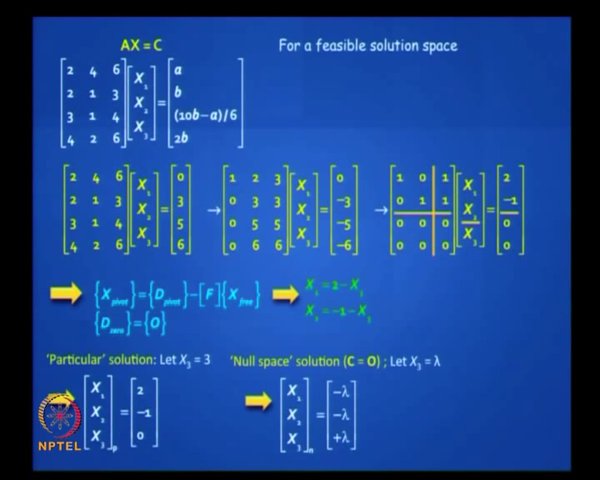 AX = C For a feasible solution space
[2 4 6; 2 1 3; 3 1 4; 4 2 6] [X₁; X₂; X₃] = [a; b; (10b−a)/6; 2b]
[2 4 6; 2 1 3; 3 1 4; 4 2 6] [X₁; X₂; X₃] = [0; 3; 5; 6] → [1 2 3; 0 3 3; 0 5 5; 0 6 6] [X₁; X₂; X₃] = [0; −3; −5; −6] → [1 0 1; 0 1 1; 0 0 0; 0 0 0] [X₁; X₂; X₃] = [2; −1; 0; 0]
{X pivot} = {D pivot} − [F]{X free} X₁ = 2 − X₃
{D zero} = {O} X₂ = −1 − X₃
'Particular' solution: Let X₃ = 3 'Null space' solution (C = O) ; Let X₃ = λ
[X₁; X₂; X₃]p = [2; −1; 0] [X₁; X₂; X₃]n = [−λ; −λ; +λ]
NPTEL